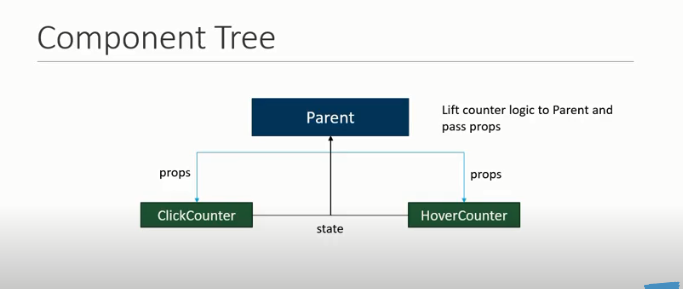 Component Tree
Parent
Lift counter logic to Parent and
pass props
props
props
ClickCounter
HoverCounter
state